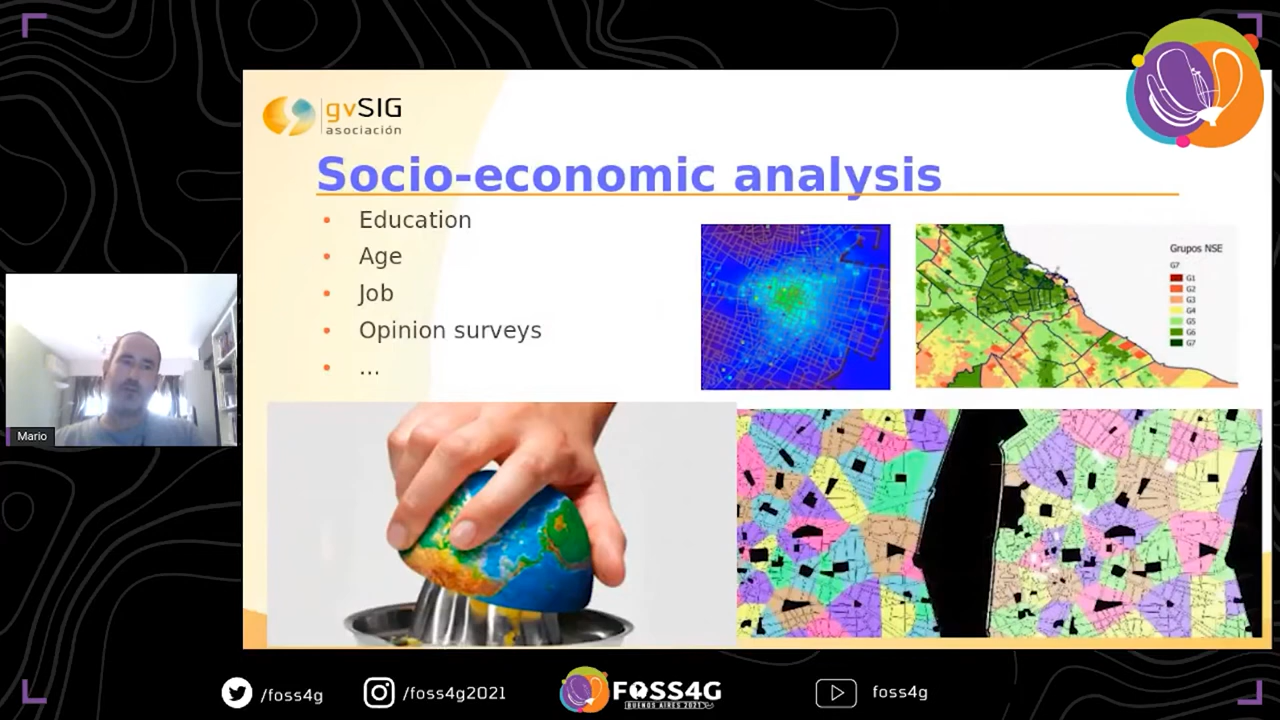 gvSIG
asociación
Socio-economic analysis
Education
Age
Job
Opinion surveys
...
Grupos NSE
G7
G1
G2
G3
G4
G5
G6
G7
Mario
/foss4g
/foss4g2021
FOSS4G
BUENOS AIRES 2021
foss4g